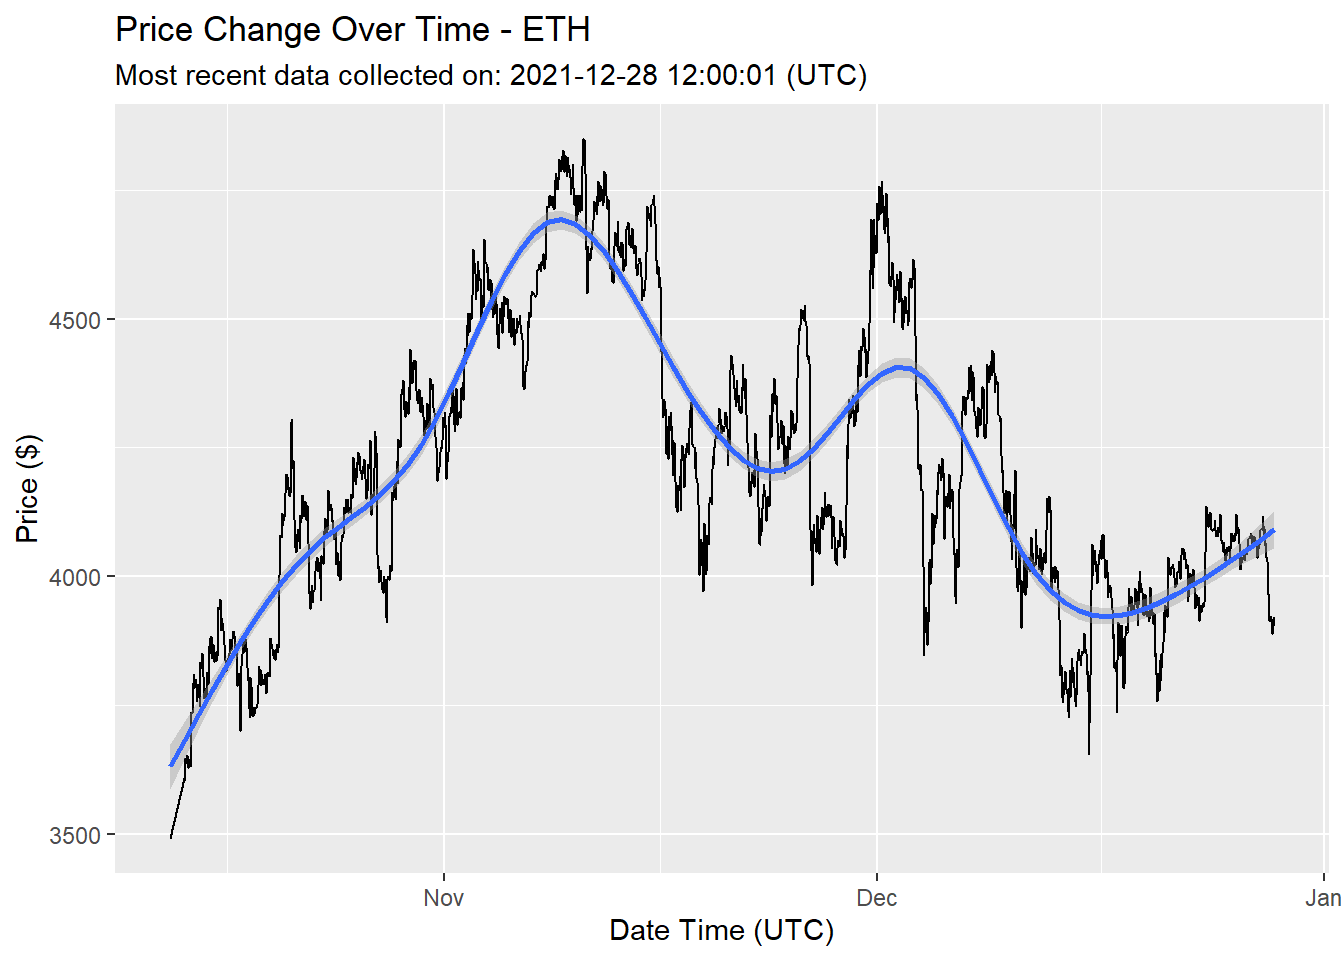 Price Change Over Time - ETH
Most recent data collected on: 2021-12-28 12:00:01 (UTC)
Price ($)
4500
4000
3500
Nov
Dec
Jan
Date Time (UTC)